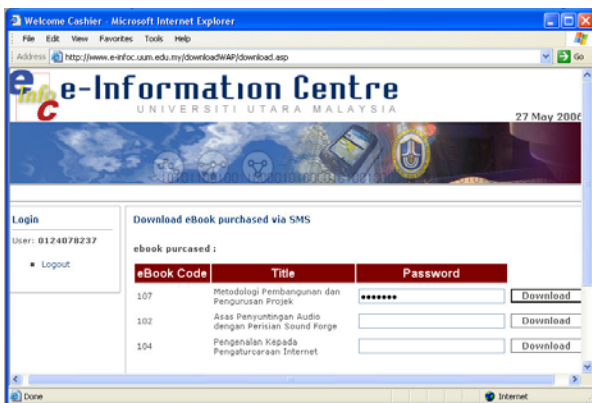 Welcome Cashier - Microsoft Internet Explorer
File Edit View Favorites Tools Help
Address http://www.e-infoc.uum.edu.my/downloadWAP/download.asp Go
e-Information Centre
UNIVERSITI UTARA MALAYSIA
27 May 2006
Login
User: 0124078237
Logout
Download eBook purchased via SMS
ebook purcased :
eBook Code Title Password
107 Metodologi Pembangunan dan Pengurusan Projek ••••••• Download
102 Asas Penyuntingan Audio dengan Perisian Sound Forge Download
104 Pengenalan Kepada Pengaturcaraan Internet Download
Done Internet